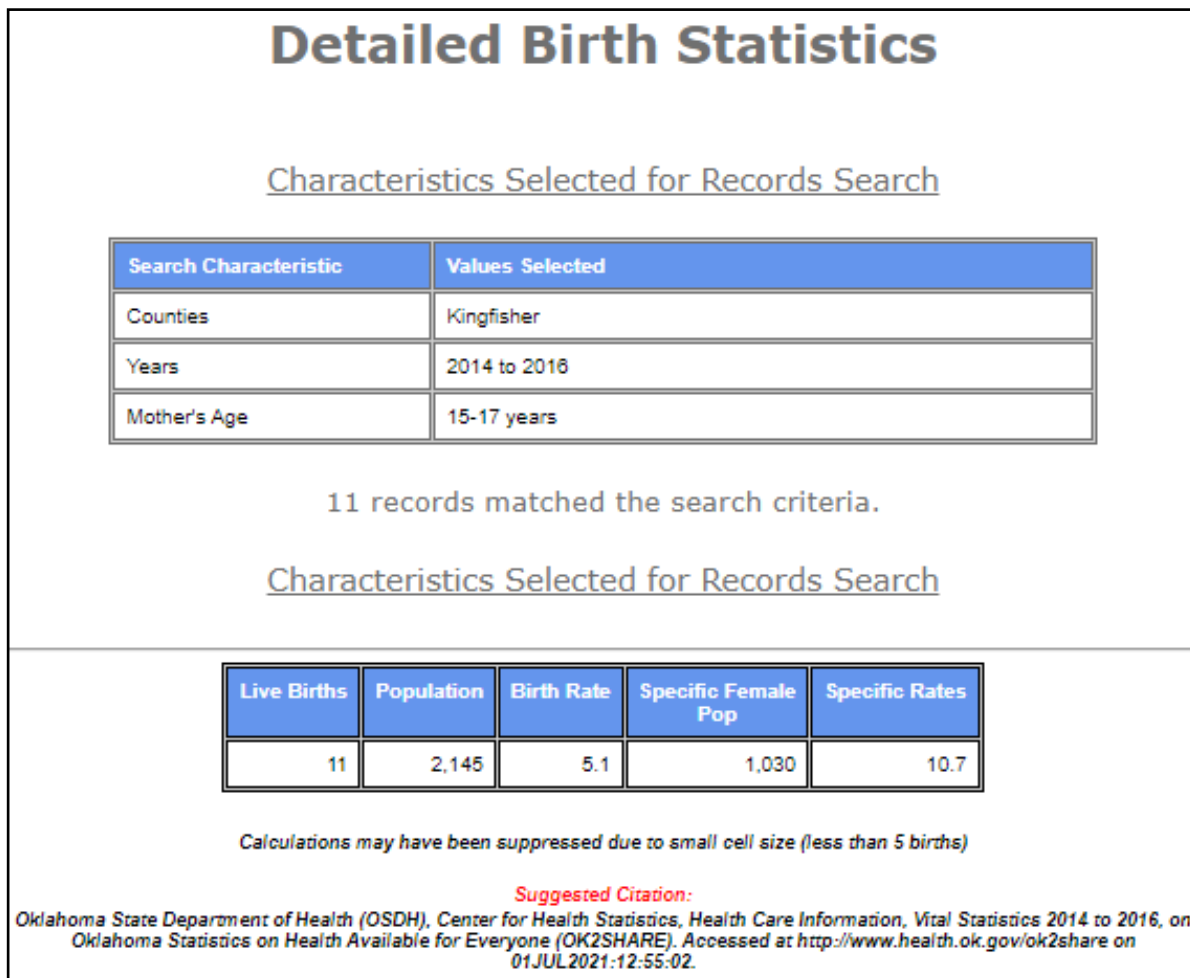 Detailed Birth Statistics
Characteristics Selected for Records Search
Search Characteristic Values Selected
Counties Kingfisher
Years 2014 to 2016
Mother's Age 15-17 years
11 records matched the search criteria.
Characteristics Selected for Records Search
Live Births Population Birth Rate Specific Female Specific Rates
Pop
11 2,145 5.1 1,030 10.7
Calculations may have been suppressed due to small cell size (less than 5 births)
Suggested Citation:
Oklahoma State Department of Health (OSDH), Center for Health Statistics, Health Care Information, Vital Statistics 2014 to 2016, on
Oklahoma Statistics on Health Available for Everyone (OK2SHARE). Accessed at http://www.health.ok.gov/ok2share on
01JUL2021:12:55:02.